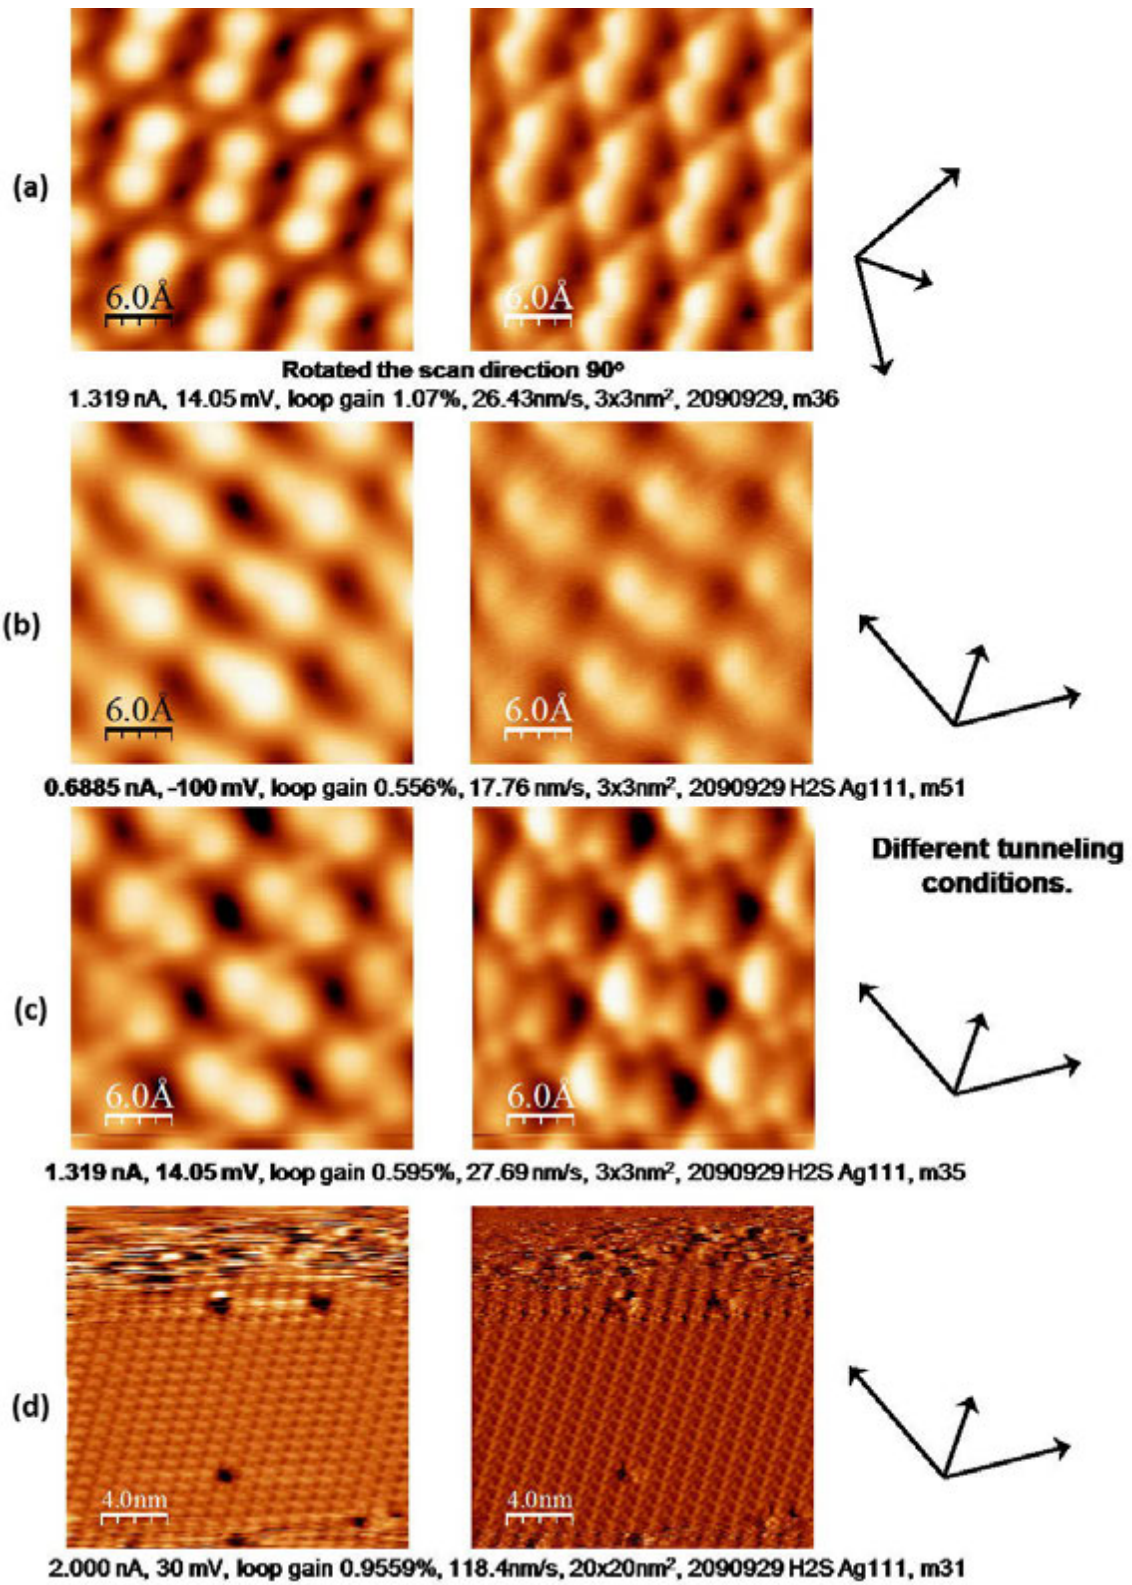 (a)
6.0Å
6.0Å
Rotated the scan direction 90°
1.319 nA, 14.05 mV, loop gain 1.07%, 26.43nm/s, 3x3nm², 2090929, m36
(b)
6.0Å
6.0Å
0.6885 nA, -100 mV, loop gain 0.556%, 17.76 nm/s, 3x3nm², 2090929 H2S Ag111, m51
Different tunneling
conditions.
(c)
6.0Å
6.0Å
1.319 nA, 14.05 mV, loop gain 0.595%, 27.69 nm/s, 3x3nm², 2090929 H2S Ag111, m35
(d)
4.0nm
4.0nm
2.000 nA, 30 mV, loop gain 0.9559%, 118.4nm/s, 20x20nm², 2090929 H2S Ag111, m31